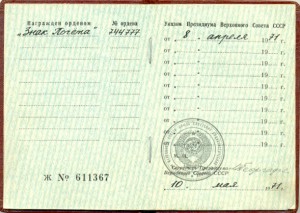 Награжден орденом
№ ордена
"Знак Почета" 744777
Ж № 611367
Указом Президиума Верховного Совета СССР
от 8 апреля 1971 г.
от 19 г.
от 19 г.
от 19 г.
от 19 г.
от 19 г.
от 19 г.
от 19 г.
от 19 г.
Секретарь Президиума
Верховного Совета СССР
10 мая 1971 г.